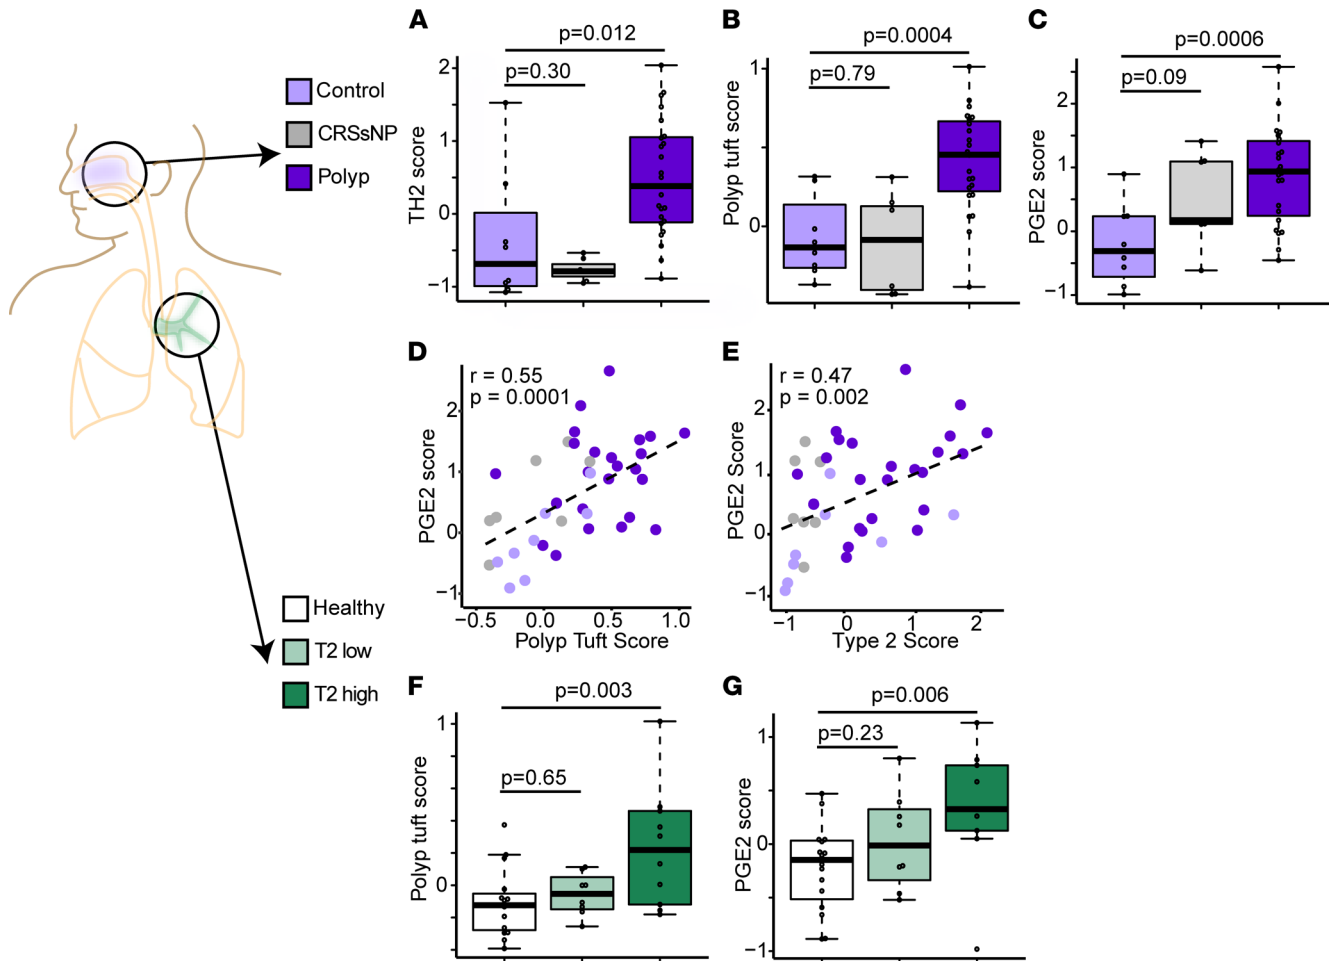 Control
CRSsNP
Polyp
A
p=0.012
p=0.30
TH2 score
2
1
0
−1
B
p=0.0004
p=0.79
Polyp tuft score
1
0
C
p=0.0006
p=0.09
PGE2 score
2
1
0
−1
D
r = 0.55
p = 0.0001
PGE2 score
2
1
0
−1
−0.5
0.0
0.5
1.0
Polyp Tuft Score
E
r = 0.47
p = 0.002
PGE2 Score
2
1
0
−1
−1
0
1
2
Type 2 Score
Healthy
T2 low
T2 high
F
p=0.003
p=0.65
Polyp tuft score
1
0
G
p=0.006
p=0.23
PGE2 score
1
0
−1